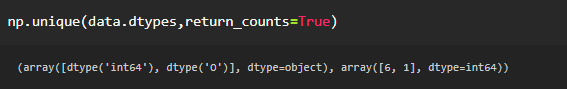 np.unique(data.dtypes,return_counts=True)
(array([dtype('int64'), dtype('O')], dtype=object), array([6, 1], dtype=int64))